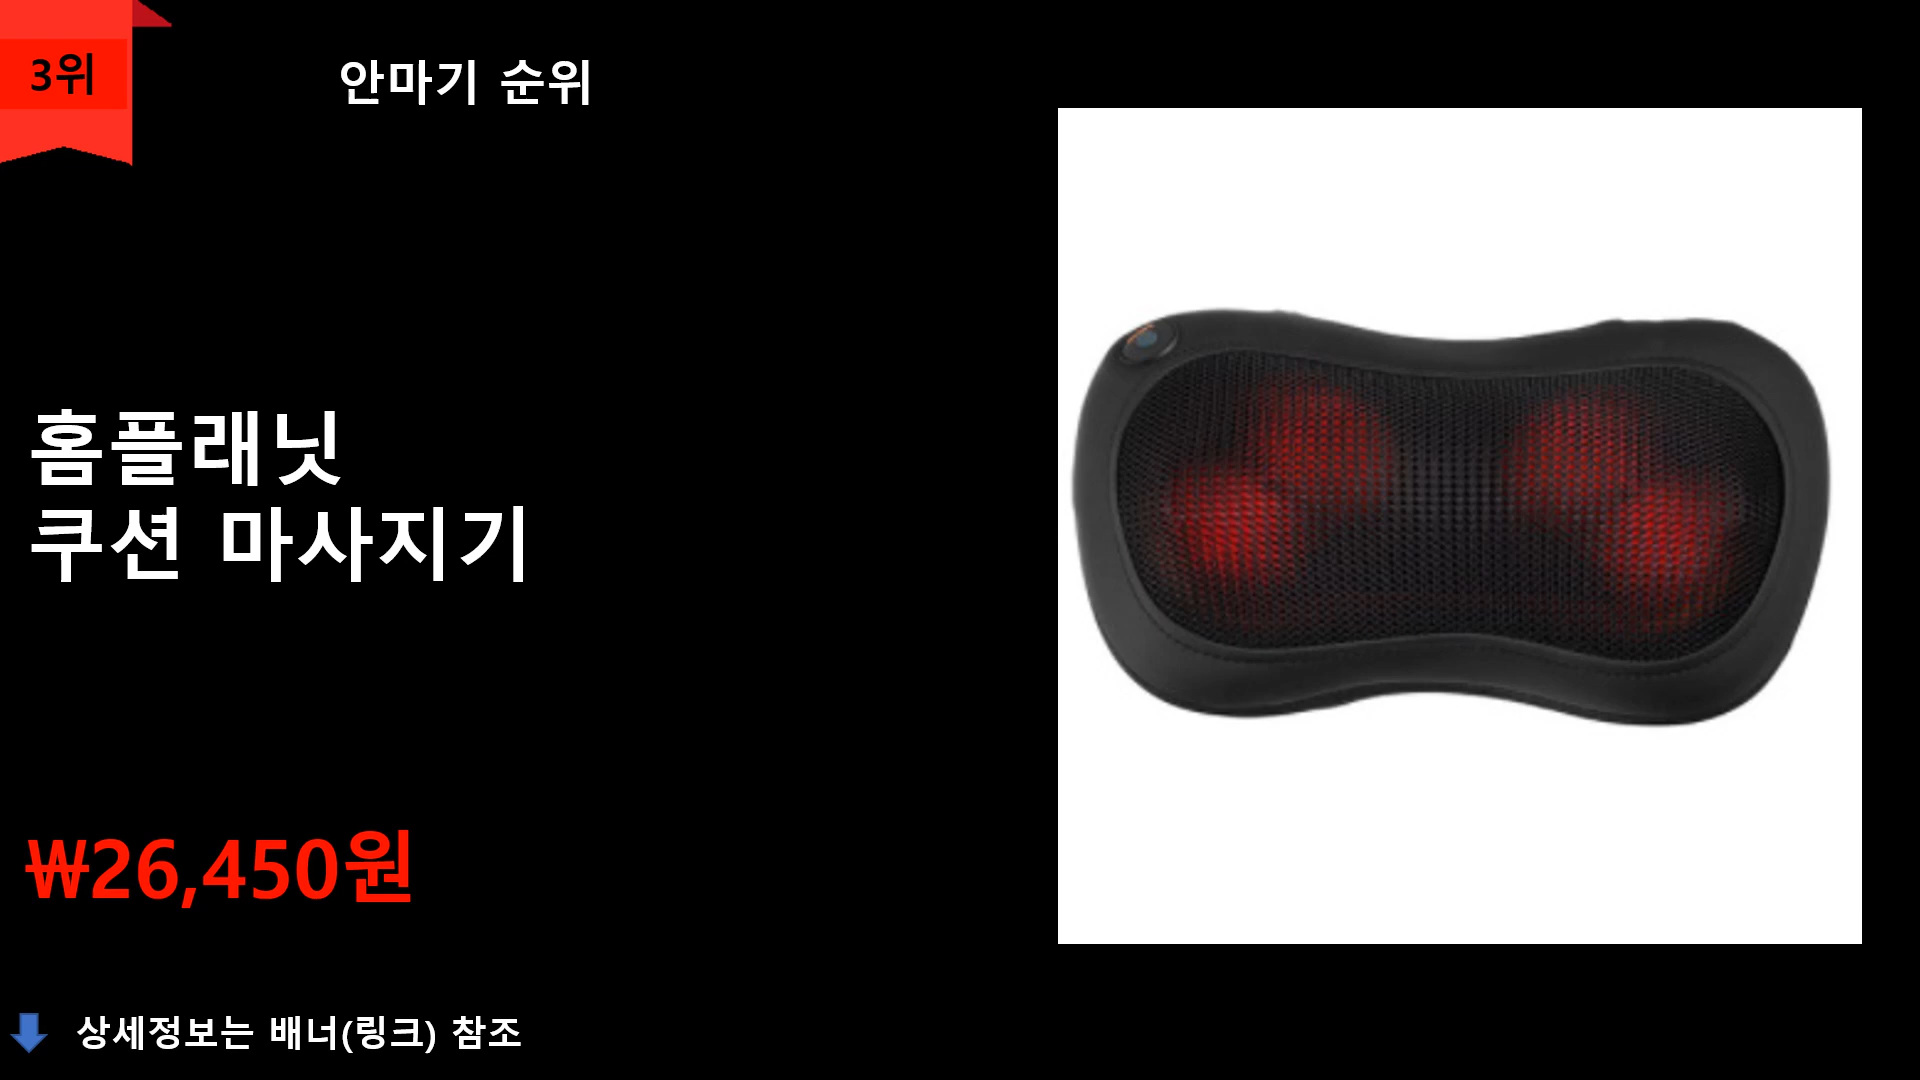 3위
안마기 순위
홈플래닛
쿠션 마사지기
₩26,450원
상세정보는 배너(링크) 참조